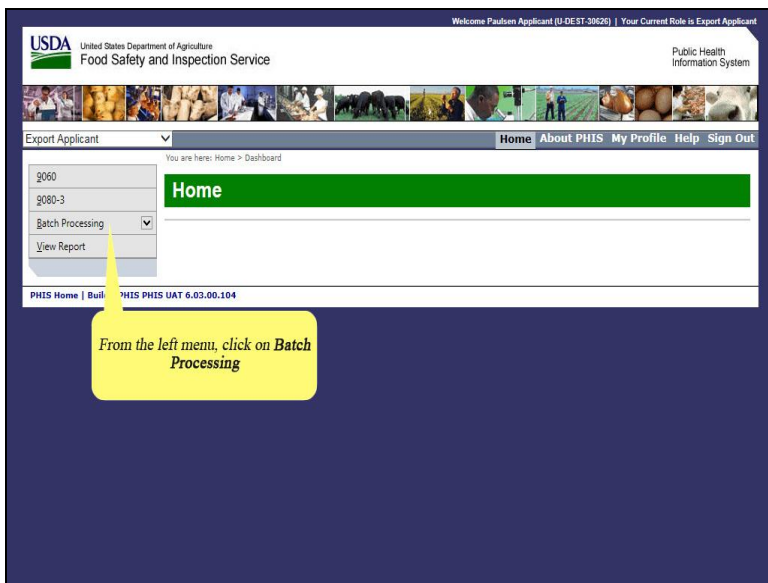 Welcome Paulsen Applicant (U-DEST-30626) | Your Current Role is Export Applicant
USDA
United States Department of Agriculture
Food Safety and Inspection Service
Public Health
Information System
Export Applicant
Home About PHIS My Profile Help Sign Out
You are here: Home > Dashboard
9060
Home
9080-3
Batch Processing
View Report
PHIS Home | Buil PHIS PHIS UAT 6.03.00.104
From the left menu, click on Batch
Processing